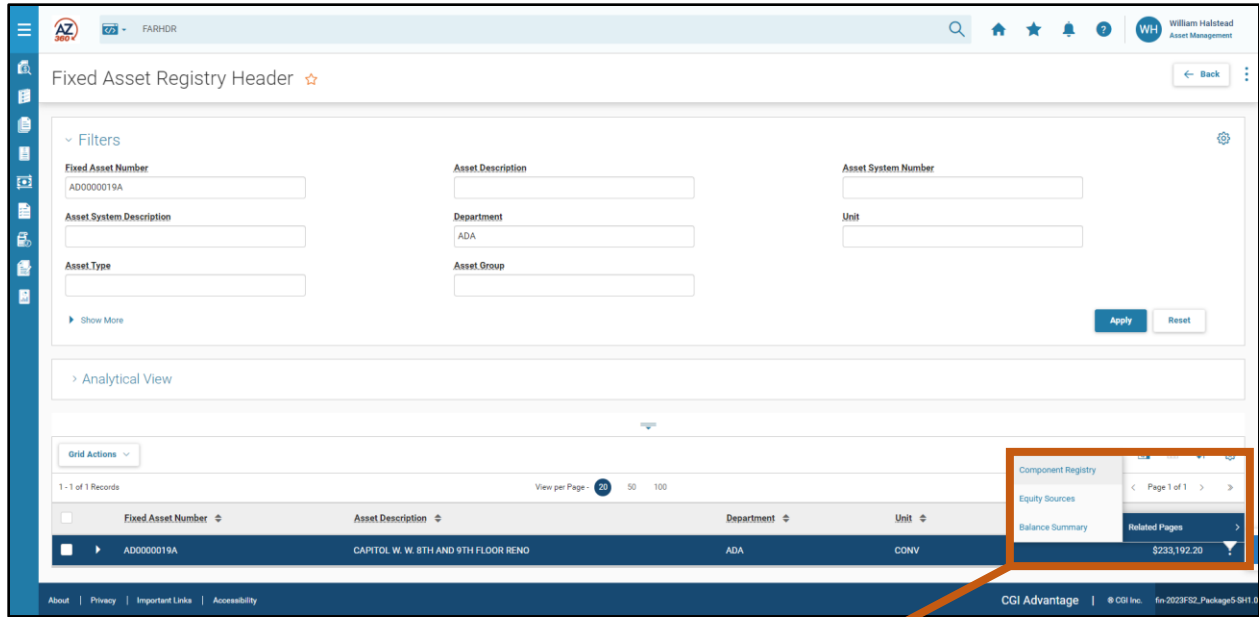 AZ
360
FARHDR
WH
William Halstead
Asset Management
Fixed Asset Registry Header
← Back
Filters
Fixed Asset Number
Asset Description
Asset System Number
AD0000019A
Asset System Description
Department
Unit
ADA
Asset Type
Asset Group
Show More
Apply
Reset
Analytical View
Grid Actions
Component Registry
Equity Sources
Balance Summary
Related Pages >
1 - 1 of 1 Records
View per Page - 20 50 100
< Page 1 of 1 > »
Fixed Asset Number
Asset Description
Department
Unit
AD0000019A
CAPITOL W. W. 8TH AND 9TH FLOOR RENO
ADA
CONV
$233,192.20
About | Privacy | Important Links | Accessibility
CGI Advantage | © CGI Inc. fin-2023FS2_Package5-SH1.0